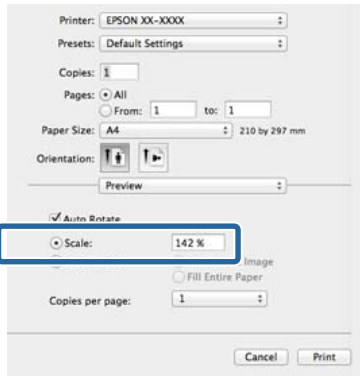 Printer: EPSON XX-XXXX
Presets: Default Settings
Copies: 1
Pages: All
From: 1 to: 1
Paper Size: A4 210 by 297 mm
Orientation:
Preview
Auto Rotate
Scale: 142 %
Image
Fill Entire Paper
Copies per page: 1
Cancel Print